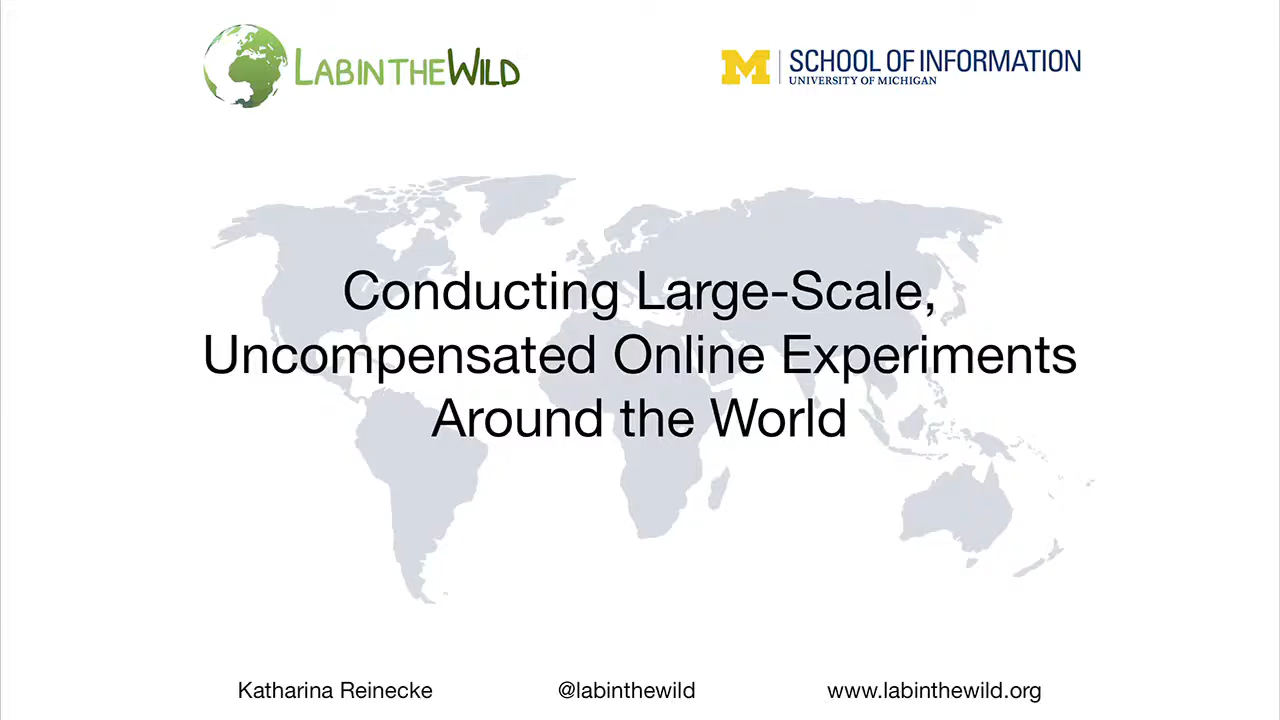 LABINTHEWILD
M SCHOOL OF INFORMATION
UNIVERSITY OF MICHIGAN
Conducting Large-Scale,
Uncompensated Online Experiments
Around the World
Katharina Reinecke @labinthewild www.labinthewild.org